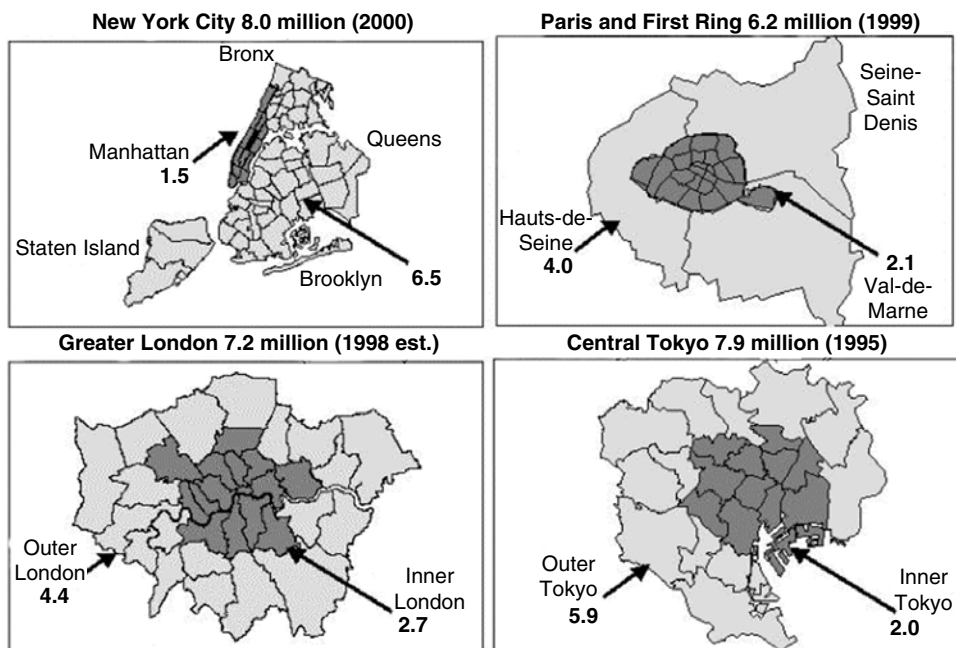 New York City 8.0 million (2000)
Bronx
Manhattan
1.5
Queens
Staten Island
Brooklyn
6.5
Paris and First Ring 6.2 million (1999)
Seine-
Saint
Denis
Hauts-de-
Seine
4.0
2.1
Val-de-
Marne
Greater London 7.2 million (1998 est.)
Outer
London
4.4
Inner
London
2.7
Central Tokyo 7.9 million (1995)
Outer
Tokyo
5.9
Inner
Tokyo
2.0